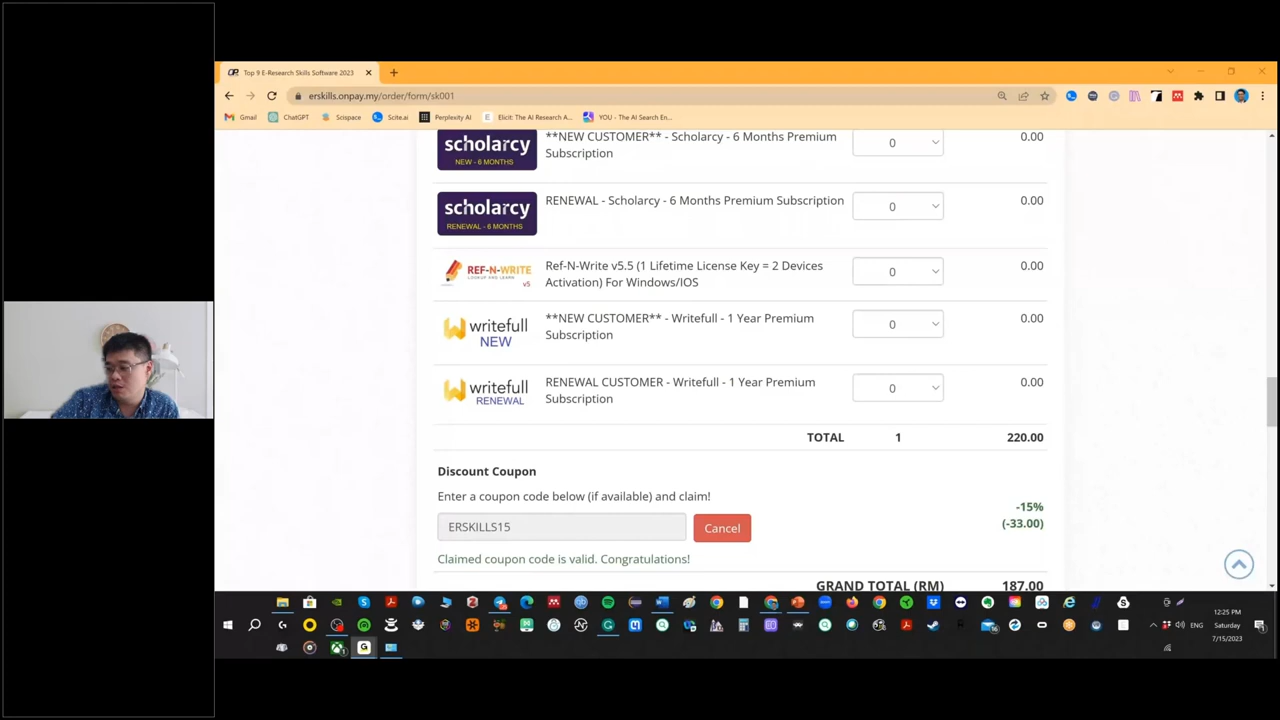 Top 9 E-Research Skills Software 2023
erskills.onpay.my/order/form/sk001
Gmail
ChatGPT
Scispace
Scite.ai
Perplexity AI
Elicit: The AI Research A...
YOU - The AI Search En...
scholarcy
NEW - 6 MONTHS
**NEW CUSTOMER** - Scholarcy - 6 Months Premium
Subscription
0
0.00
scholarcy
RENEWAL - 6 MONTHS
RENEWAL - Scholarcy - 6 Months Premium Subscription
0
0.00
REF-N-WRITE
LOOKUP AND LEARN
v5
Ref-N-Write v5.5 (1 Lifetime License Key = 2 Devices
Activation) For Windows/IOS
0
0.00
writefull
NEW
**NEW CUSTOMER** - Writefull - 1 Year Premium
Subscription
0
0.00
writefull
RENEWAL
RENEWAL CUSTOMER - Writefull - 1 Year Premium
Subscription
0
0.00
TOTAL 1 220.00
Discount Coupon
Enter a coupon code below (if available) and claim!
ERSKILLS15
Cancel
-15%
(-33.00)
Claimed coupon code is valid. Congratulations!
GRAND TOTAL (RM) 187.00
ENG
12:25 PM
Saturday
7/15/2023